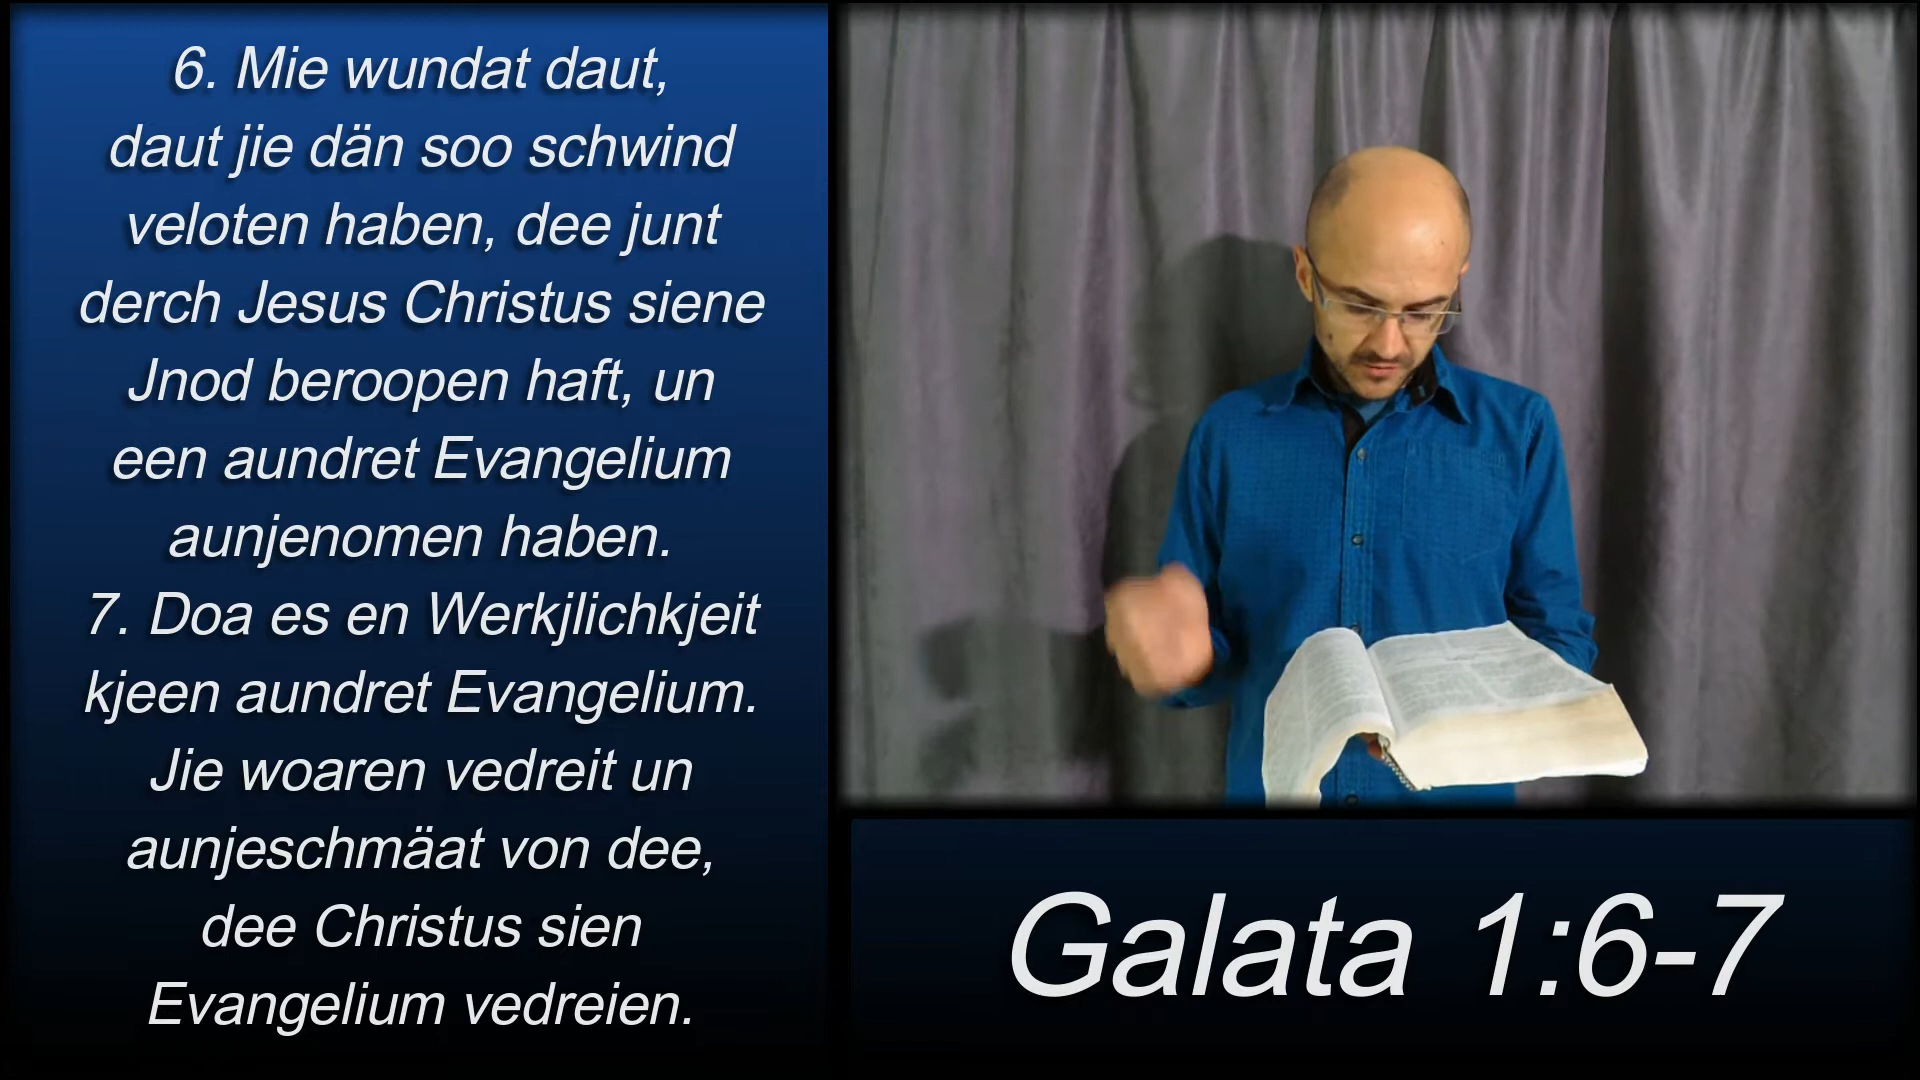 6. Mie wundat daut,
daut jie dän soo schwind
veloten haben, dee junt
derch Jesus Christus siene
Jnod beroopen haft, un
een aundret Evangelium
aunjenomen haben.
7. Doa es en Werkjlichkjeit
kjeen aundret Evangelium.
Jie woaren vedreit un
aunjeschmäat von dee,
dee Christus sien
Evangelium vedreien.
Galata 1:6-7